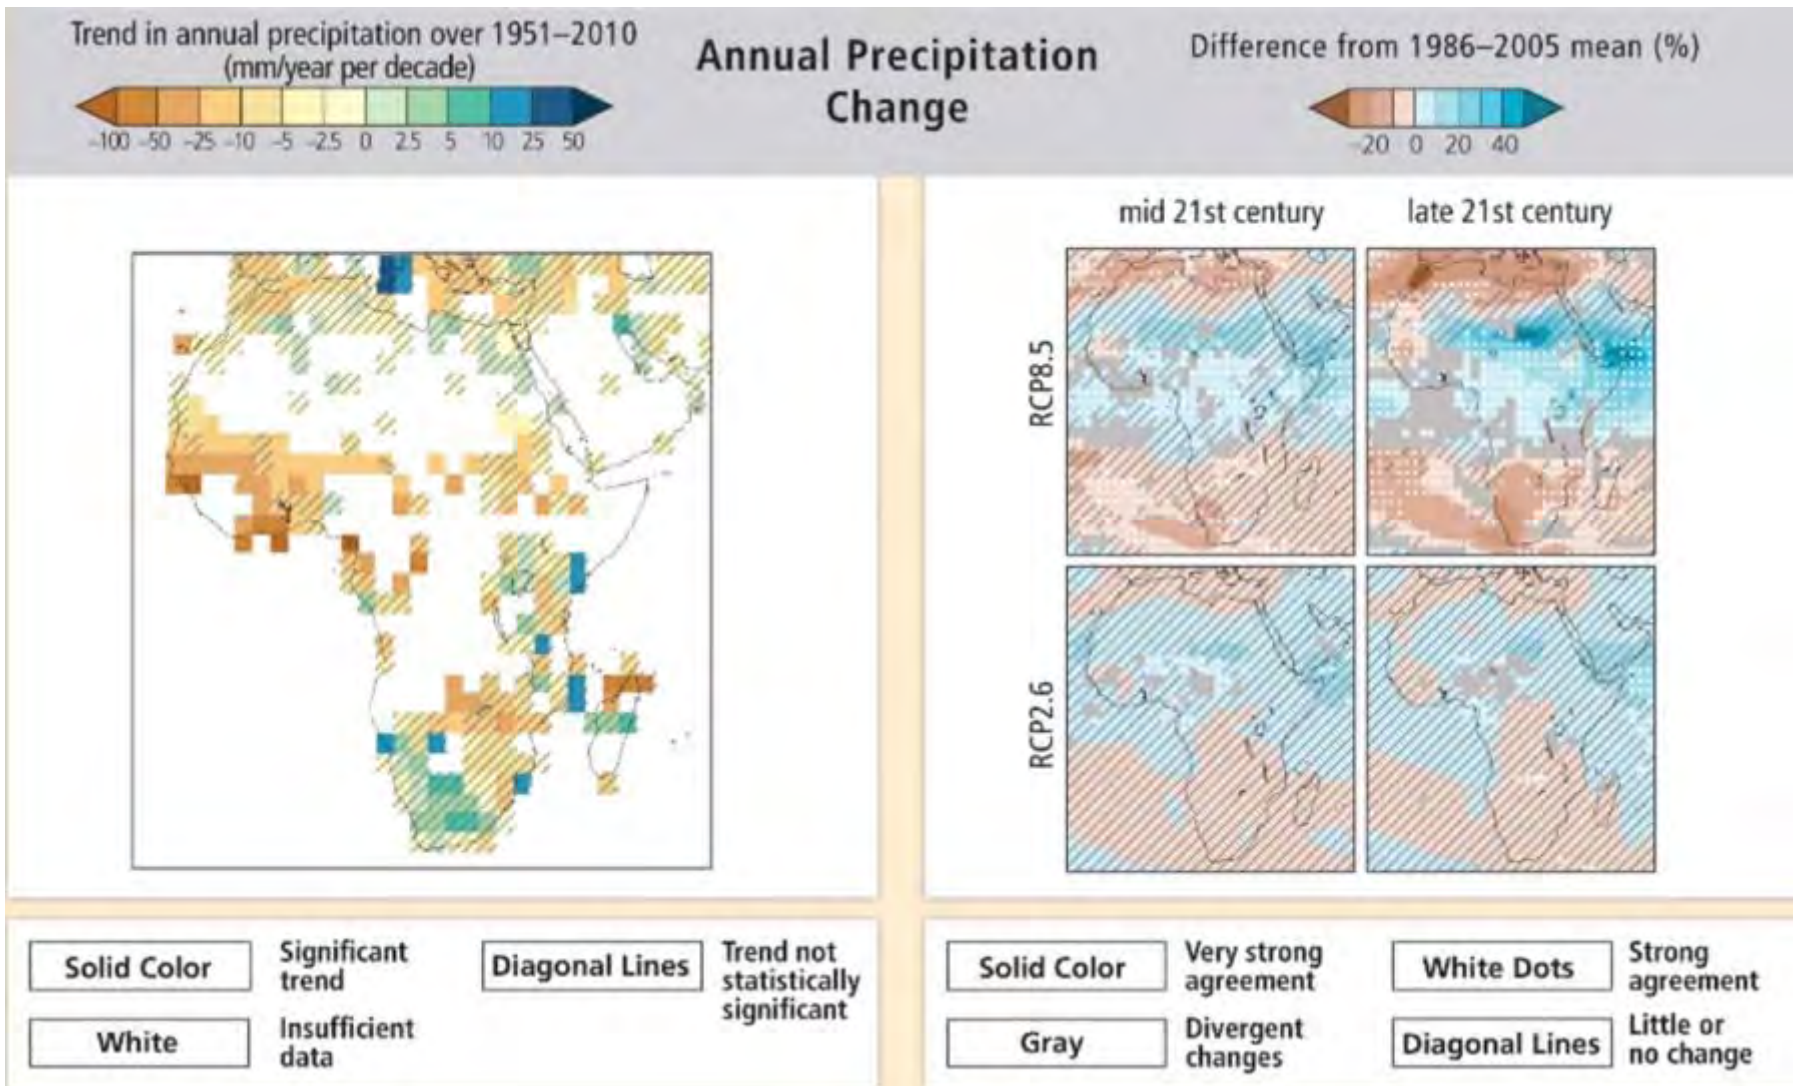 Trend in annual precipitation over 1951–2010
(mm/year per decade)
–100 –50 –25 –10 –5 –2.5 0 2.5 5 10 25 50
Annual Precipitation
Change
Difference from 1986–2005 mean (%)
–20 0 20 40
mid 21st century
late 21st century
RCP8.5
RCP2.6
Solid Color
Significant
trend
Diagonal Lines
Trend not
statistically
significant
White
Insufficient
data
Solid Color
Very strong
agreement
White Dots
Strong
agreement
Gray
Divergent
changes
Diagonal Lines
Little or
no change